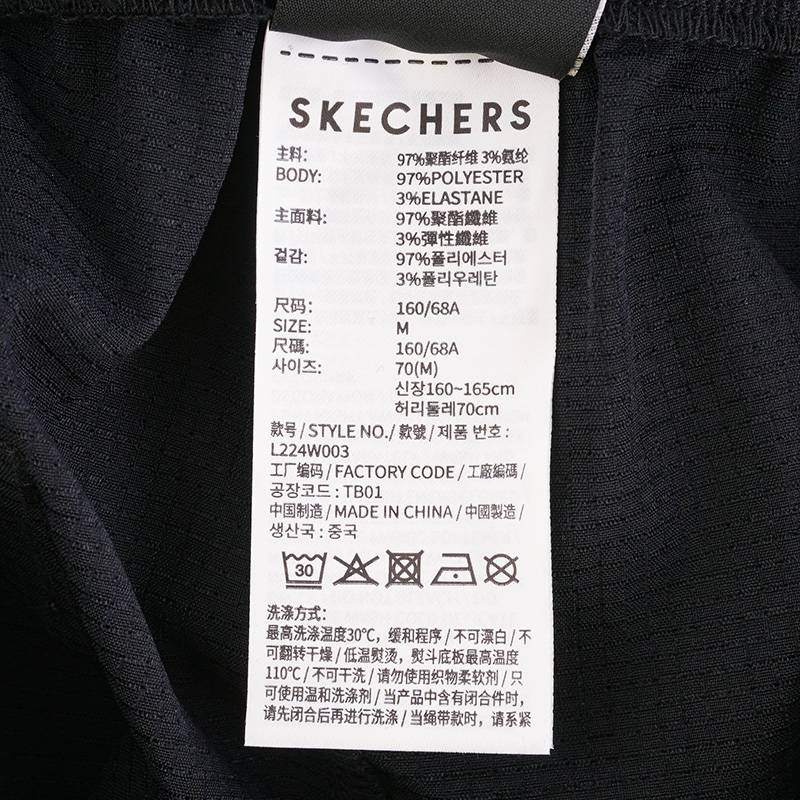 SKECHERS
主料: 97%聚酯纤维 3%氨纶
BODY: 97%POLYESTER
3%ELASTANE
主面料: 97%聚酯纖維
3%彈性纖維
겉감: 97%폴리에스터
3%폴리우레탄
尺码: 160/68A
SIZE: M
尺碼: 160/68A
사이즈: 70(M)
신장160~165cm
허리둘레70cm
款号/STYLE NO./款號/제품 번호:
L224W003
工厂编码/FACTORY CODE/工廠編碼/
공장코드: TB01
中国制造/MADE IN CHINA/中國製造/
생산국: 중국
30
洗涤方式:
最高洗涤温度30℃, 缓和程序/不可漂白/不
可翻转干燥/低温熨烫, 熨斗底板最高温度
110℃/不可干洗/请勿使用织物柔软剂/只
可使用温和洗涤剂/当产品中含有闭合件时,
请先闭合后再进行洗涤/当绳带款时, 请系紧